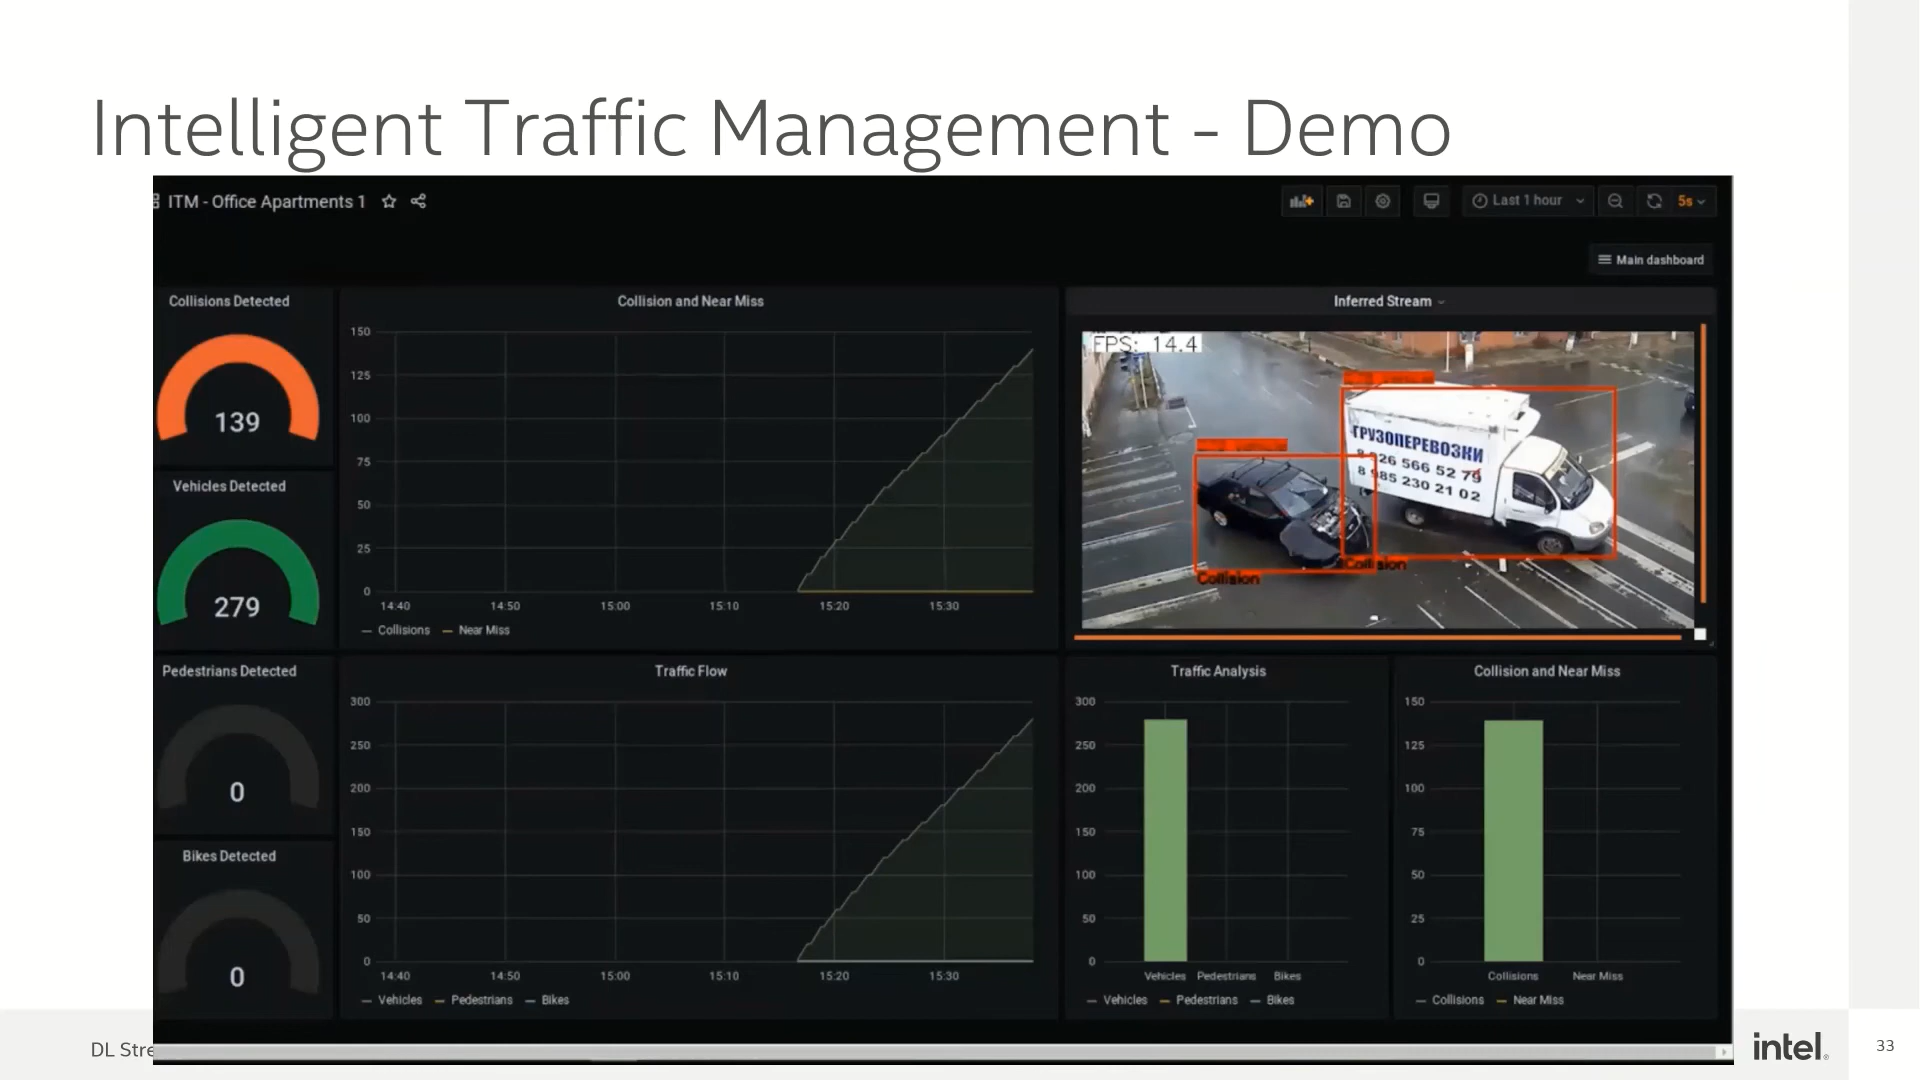 Intelligent Traffic Management - Demo
ITM - Office Apartments 1
Last 1 hour
5s
Main dashboard
Collisions Detected
139
Vehicles Detected
279
Pedestrians Detected
0
Bikes Detected
0
Collision and Near Miss
150
125
100
75
50
25
0
14:40 14:50 15:00 15:10 15:20 15:30
Collisions Near Miss
Inferred Stream
FPS: 14.4
ГРУЗОПЕРЕВОЗКИ
8 926 566 52 79
8 985 230 21 02
Collision
Collision
Traffic Flow
300
250
200
150
100
50
0
14:40 14:50 15:00 15:10 15:20 15:30
Vehicles Pedestrians Bikes
Traffic Analysis
300
250
200
150
100
50
0
Vehicles Pedestrians Bikes
Vehicles Pedestrians Bikes
Collision and Near Miss
150
125
100
75
50
25
0
Collisions Near Miss
Collisions Near Miss
DL Stre
intel
33